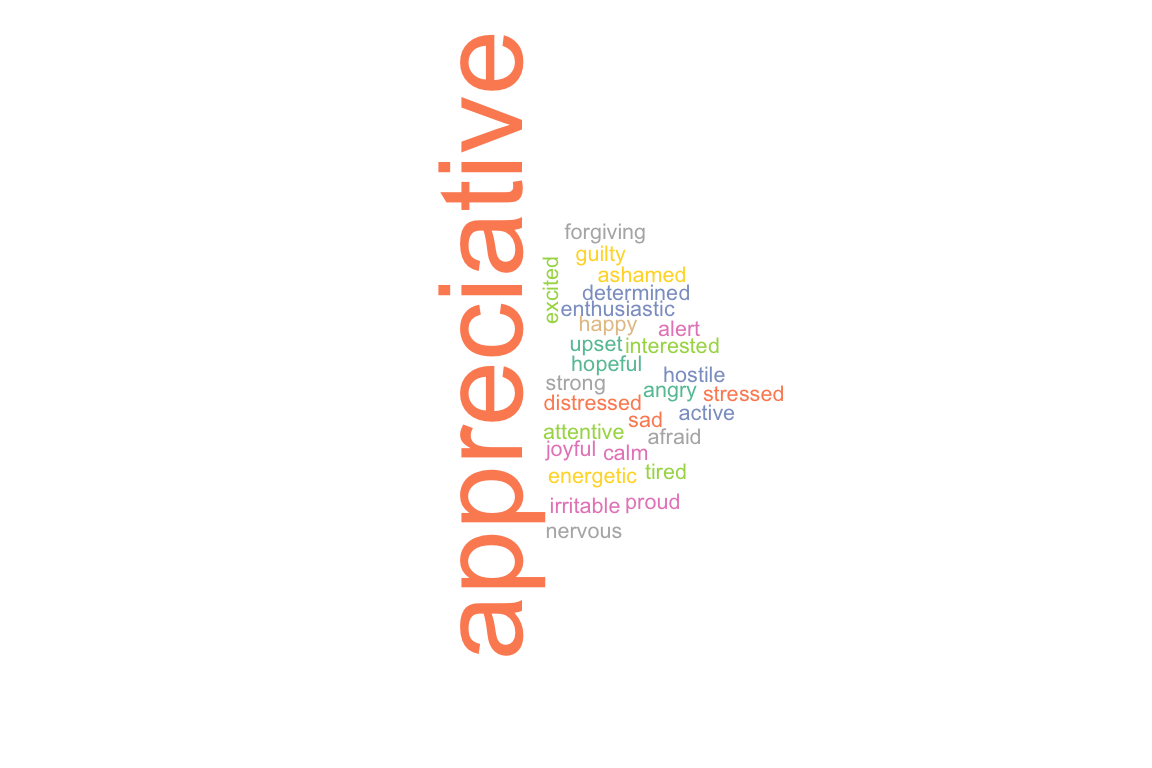 appreciative
forgiving
guilty
excited
ashamed
determined
enthusiastic
happy
alert
upset
interested
hopeful
hostile
strong
angry
stressed
distressed
active
sad
attentive
afraid
joyful
calm
energetic
tired
irritable
proud
nervous